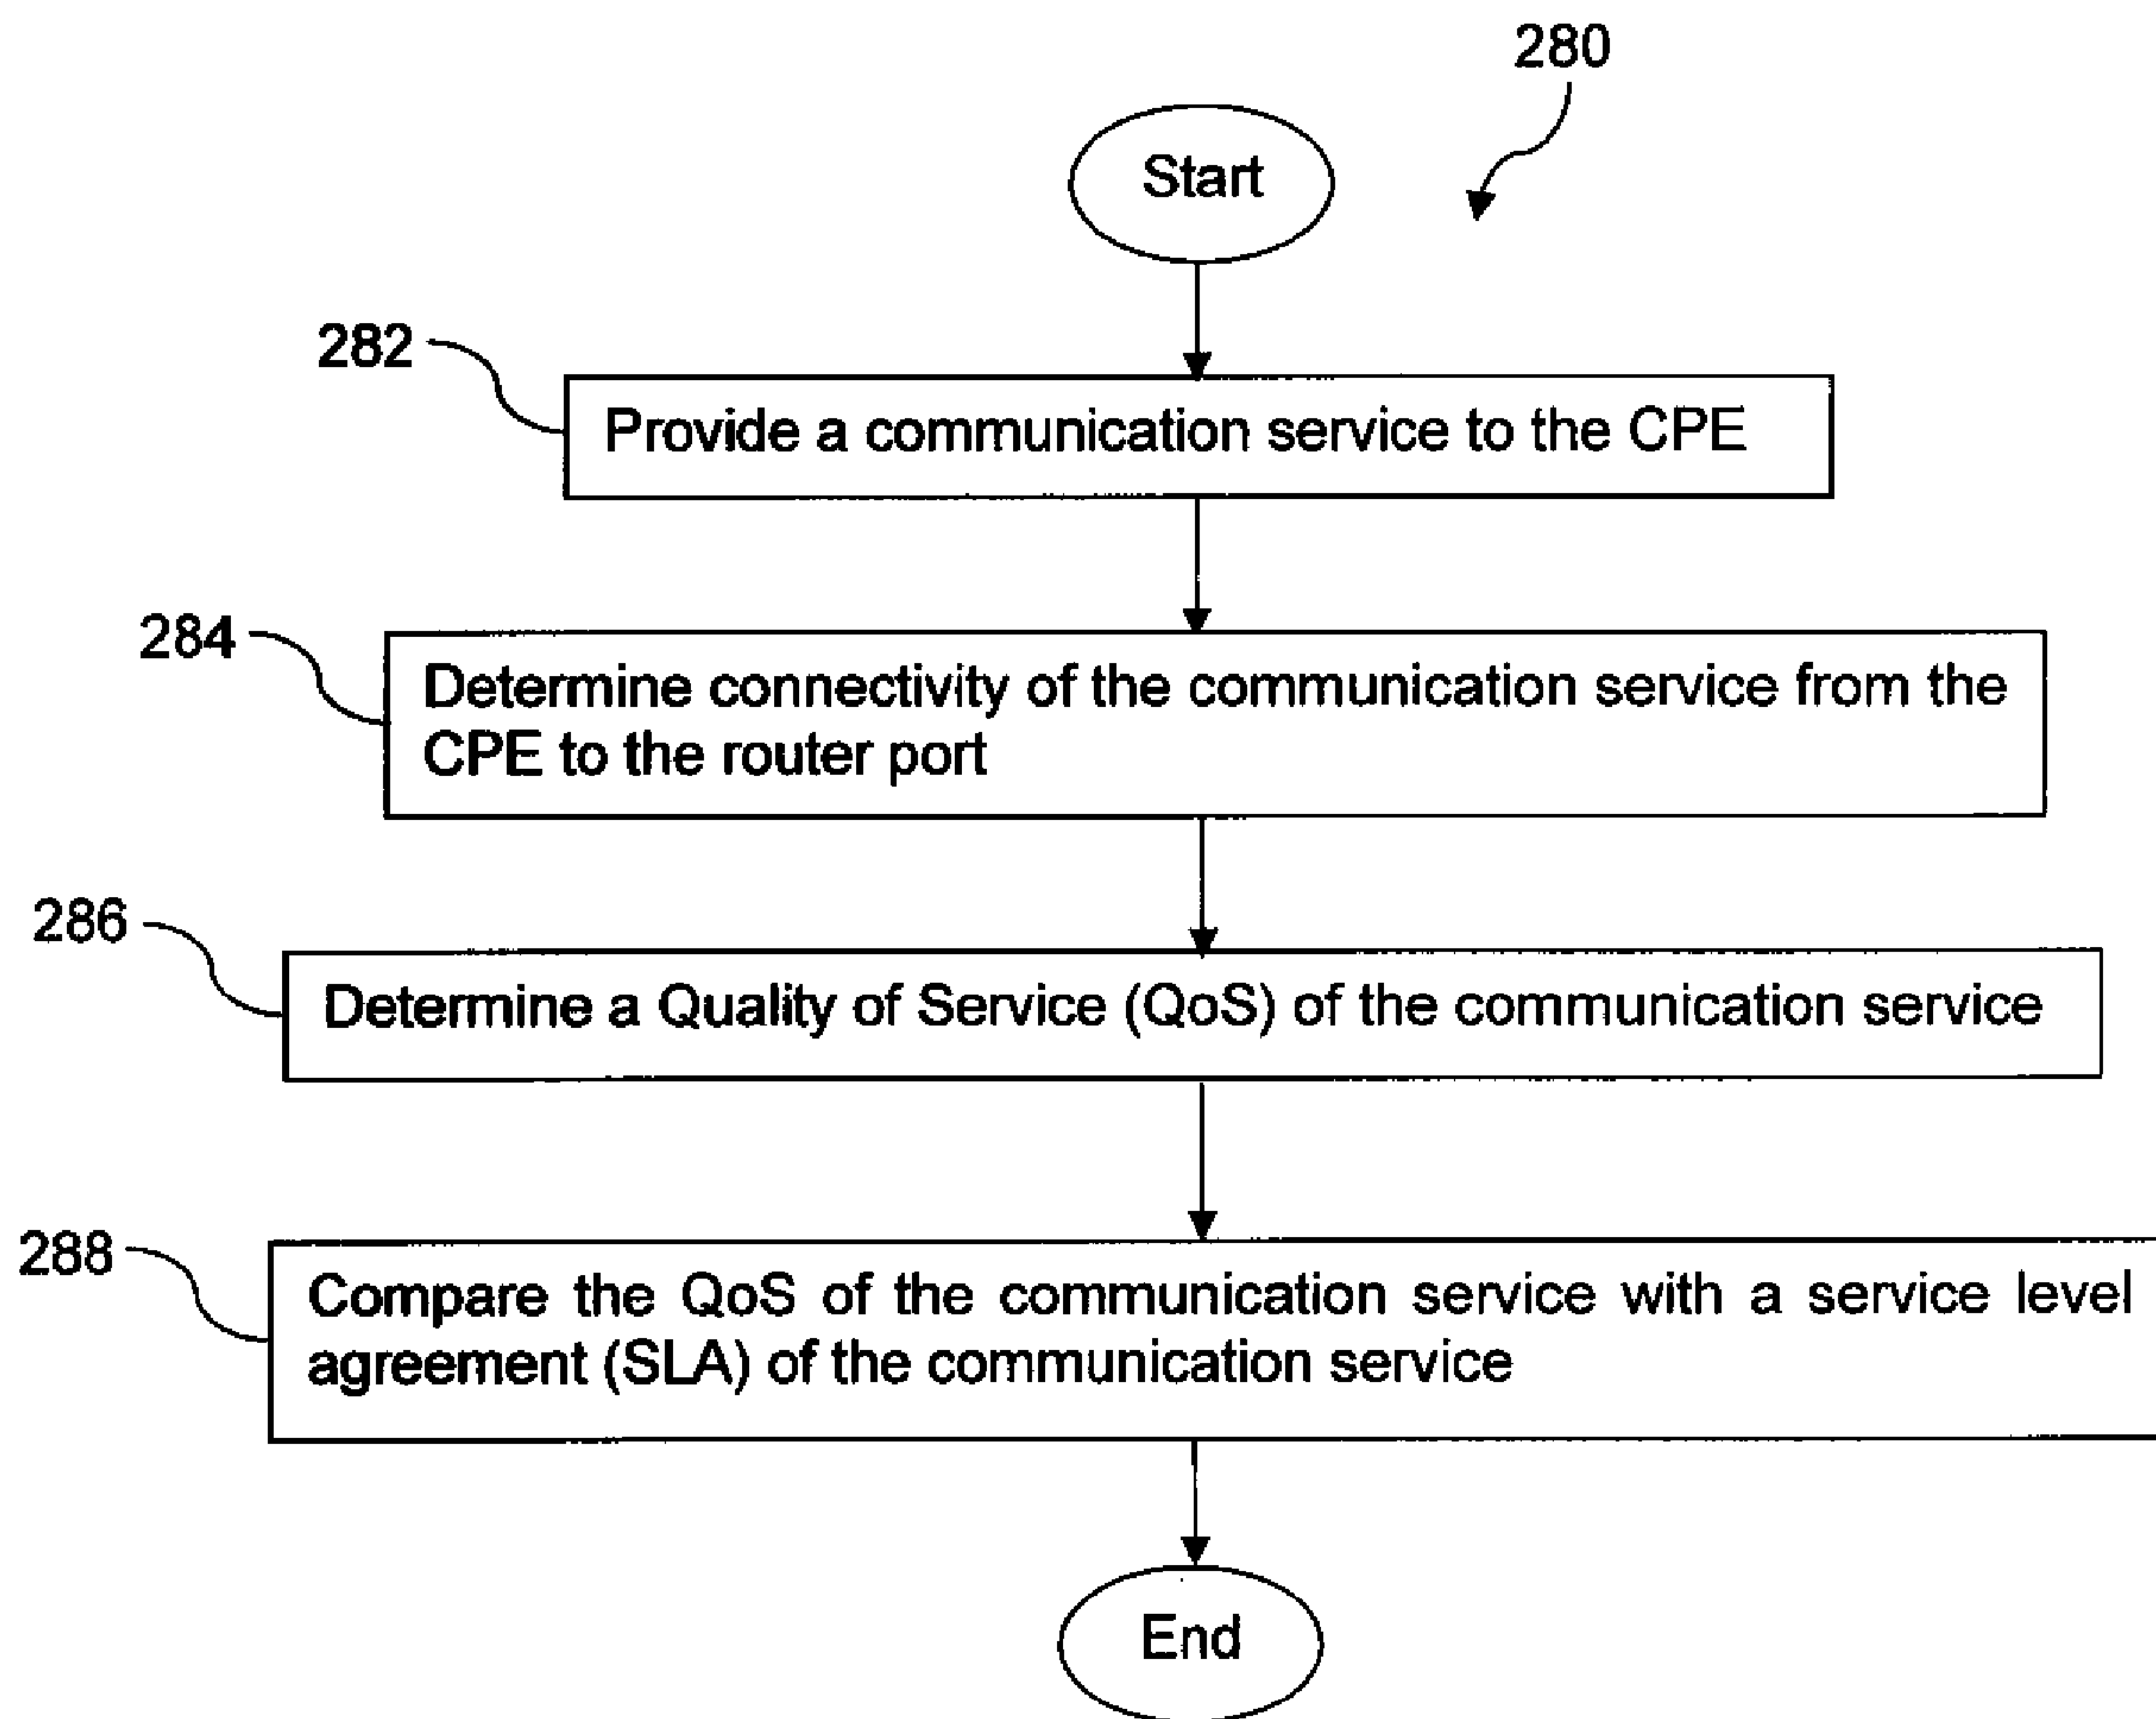 280
Start
282
Provide a communication service to the CPE
284
Determine connectivity of the communication service from the
CPE to the router port
286
Determine a Quality of Service (QoS) of the communication service
288
Compare the QoS of the communication service with a service level
agreement (SLA) of the communication service
End